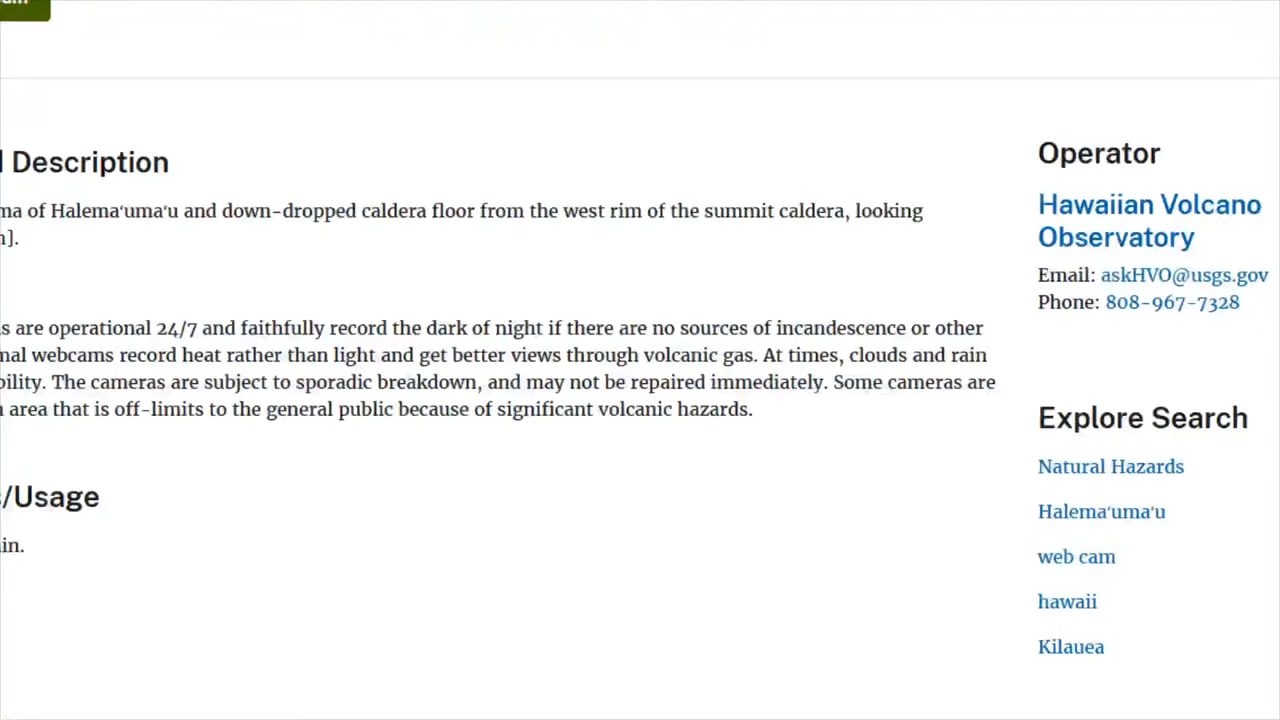 Description
of Halemaʻumaʻu and down-dropped caldera floor from the west rim of the summit caldera, looking
].
are operational 24/7 and faithfully record the dark of night if there are no sources of incandescence or other
webcams record heat rather than light and get better views through volcanic gas. At times, clouds and rain
The cameras are subject to sporadic breakdown, and may not be repaired immediately. Some cameras are
area that is off-limits to the general public because of significant volcanic hazards.
/Usage
Operator
Hawaiian Volcano
Observatory
Email: askHVO@usgs.gov
Phone: 808-967-7328
Explore Search
Natural Hazards
Halemaʻumaʻu
web cam
hawaii
Kilauea